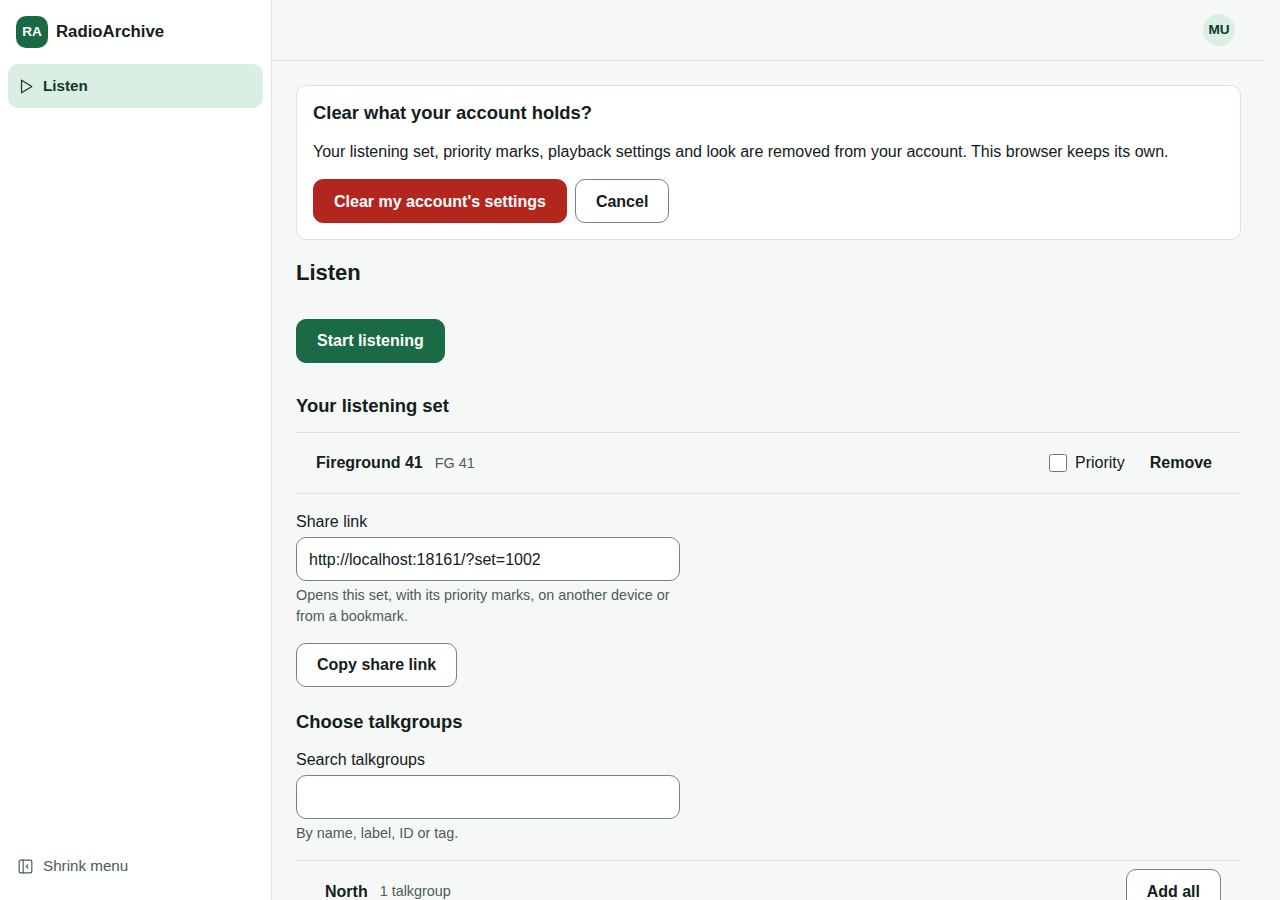 RA RadioArchive
MU
Listen
Clear what your account holds?
Your listening set, priority marks, playback settings and look are removed from your account. This browser keeps its own.
Clear my account's settings Cancel
Listen
Start listening
Your listening set
Fireground 41 FG 41 Priority Remove
Share link
http://localhost:18161/?set=1002
Opens this set, with its priority marks, on another device or
from a bookmark.
Copy share link
Choose talkgroups
Search talkgroups
By name, label, ID or tag.
Shrink menu
North 1 talkgroup Add all